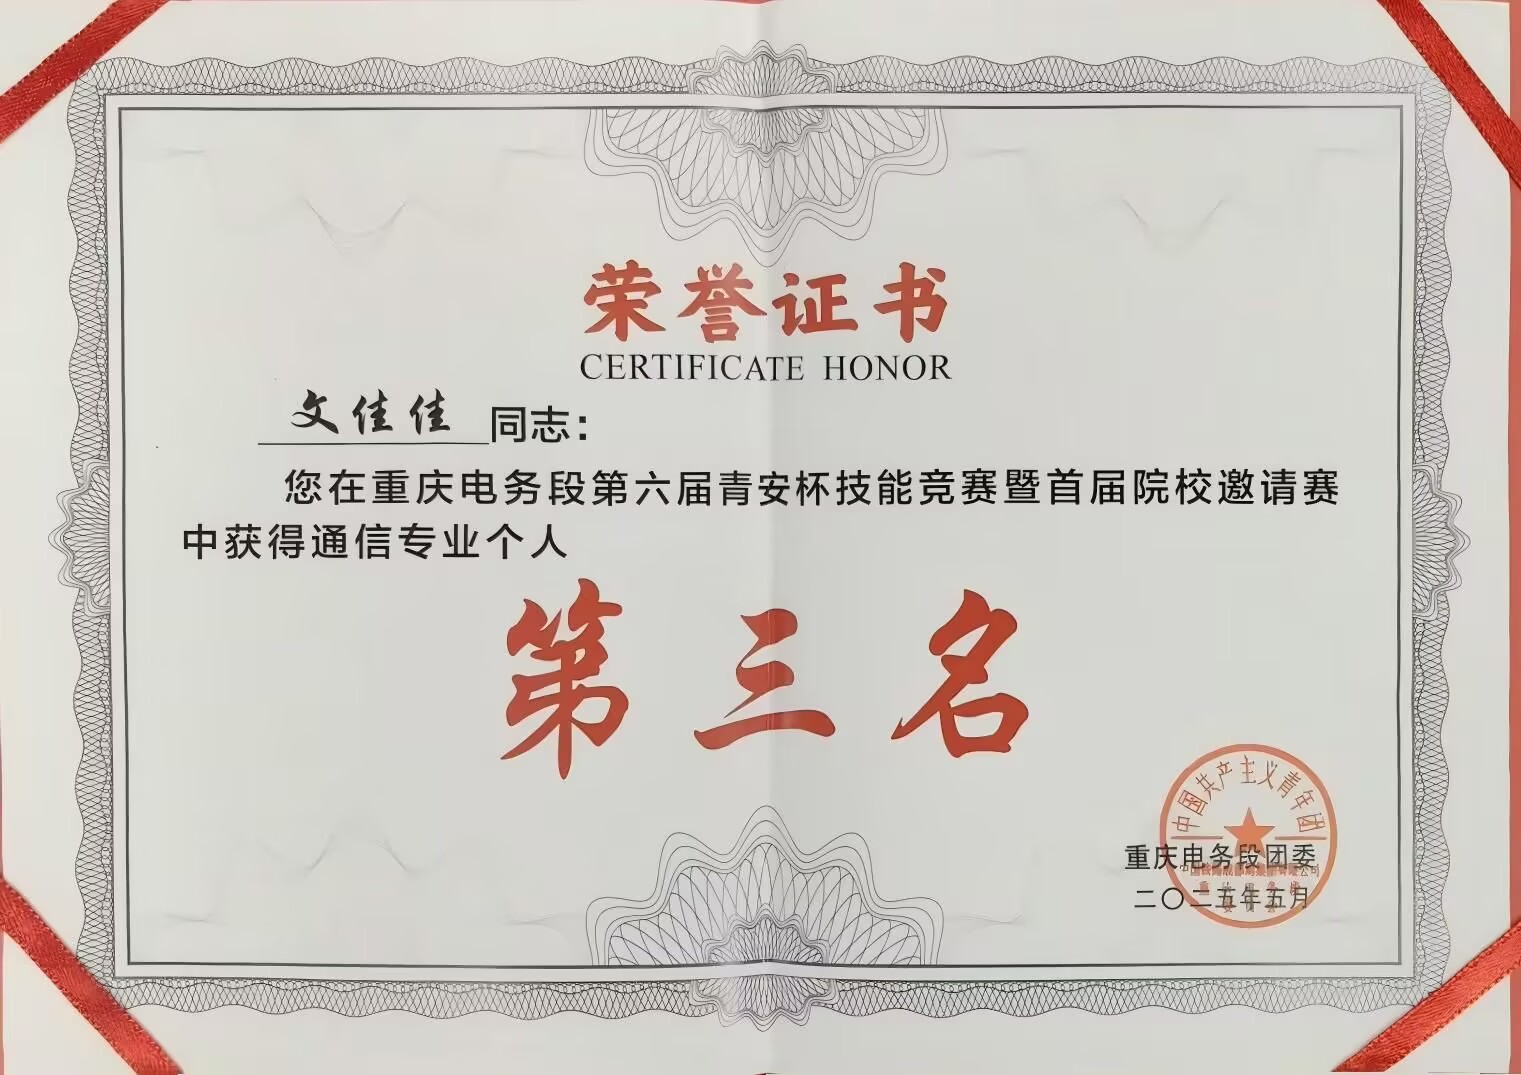 荣誉证书
CERTIFICATE HONOR
文佳佳 同志：
您在重庆电务段第六届青安杯技能竞赛暨首届院校邀请赛
中获得通信专业个人
第三名
中国共产主义青年团
重庆电务段团委
二〇二五年五月